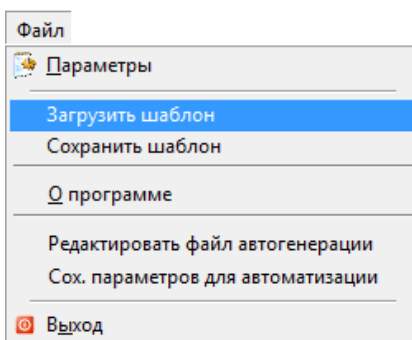 Файл
Параметры
Загрузить шаблон
Сохранить шаблон
О программе
Редактировать файл автогенерации
Сох. параметров для автоматизации
Выход